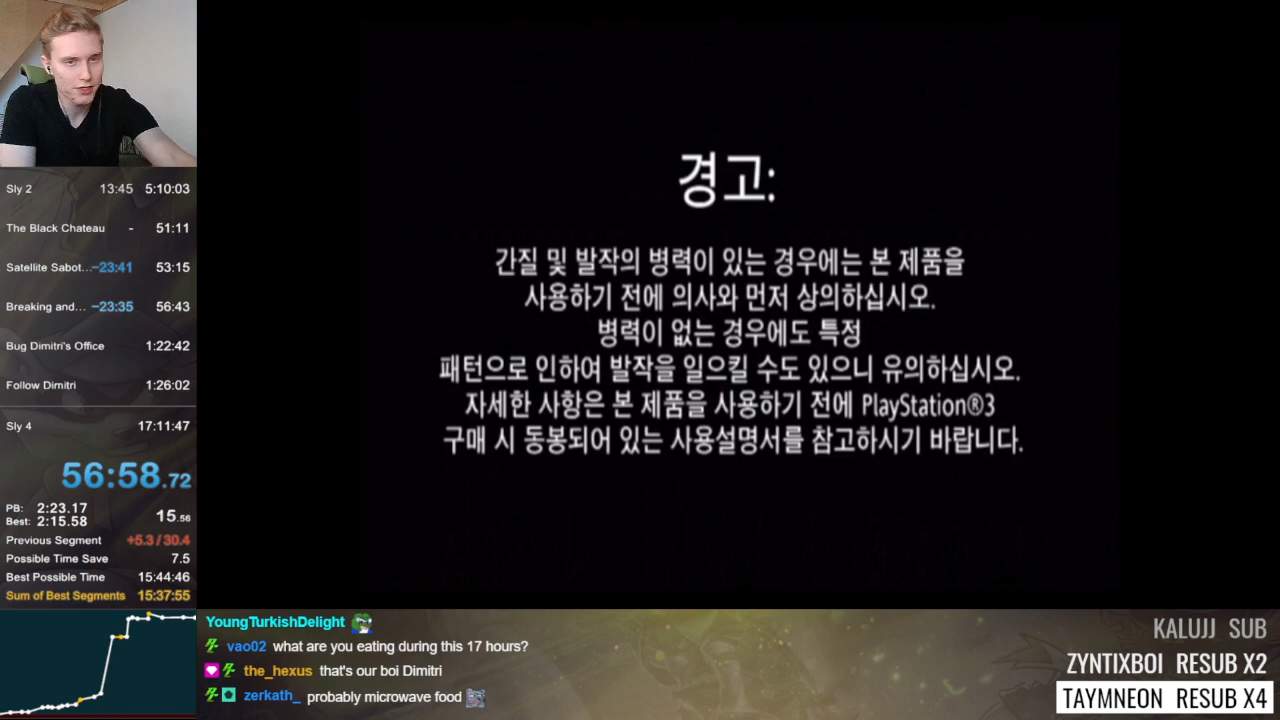 경고:
간질 및 발작의 병력이 있는 경우에는 본 제품을
사용하기 전에 의사와 먼저 상의하십시오.
병력이 없는 경우에도 특정
패턴으로 인하여 발작을 일으킬 수도 있으니 유의하십시오.
자세한 사항은 본 제품을 사용하기 전에 PlayStation®3
구매 시 동봉되어 있는 사용설명서를 참고하시기 바랍니다.
Sly 2 13:45 5:10:03
The Black Chateau - 51:11
Satellite Sabot... -23:41 53:15
Breaking and... -23:35 56:43
Bug Dimitri's Office 1:22:42
Follow Dimitri 1:26:02
Sly 4 17:11:47
56:58.72
PB: 2:23.17
Best: 2:15.58
15.56
Previous Segment +5.3 / 30.4
Possible Time Save 7.5
Best Possible Time 15:44:46
Sum of Best Segments 15:37:55
YoungTurkishDelight
vao02 what are you eating during this 17 hours?
the_hexus that's our boi Dimitri
zerkath_ probably microwave food
KALUJJ SUB
ZYNTIXBOI RESUB X2
TAYMNEON RESUB X4